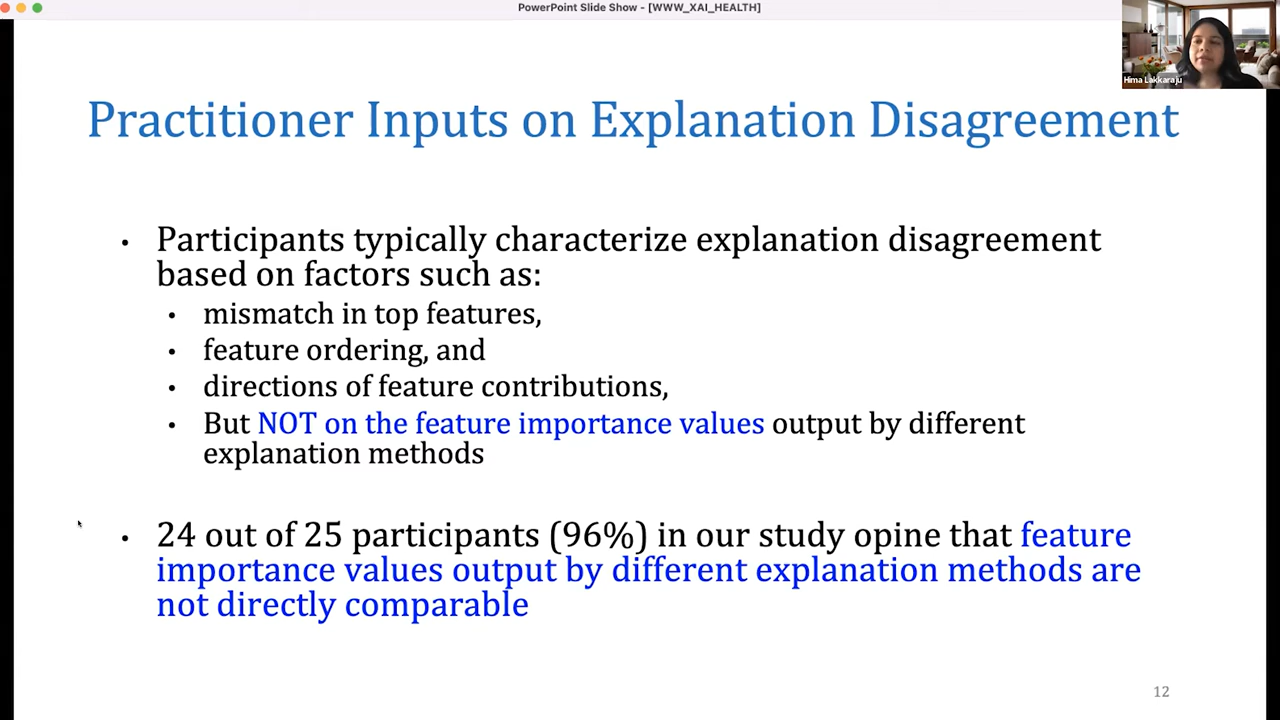 PowerPoint Slide Show - [WWW_XAI_HEALTH]
Hima Lakkaraju
Practitioner Inputs on Explanation Disagreement
• Participants typically characterize explanation disagreement
based on factors such as:
• mismatch in top features,
• feature ordering, and
• directions of feature contributions,
• But NOT on the feature importance values output by different
explanation methods
• 24 out of 25 participants (96%) in our study opine that feature
importance values output by different explanation methods are
not directly comparable
12